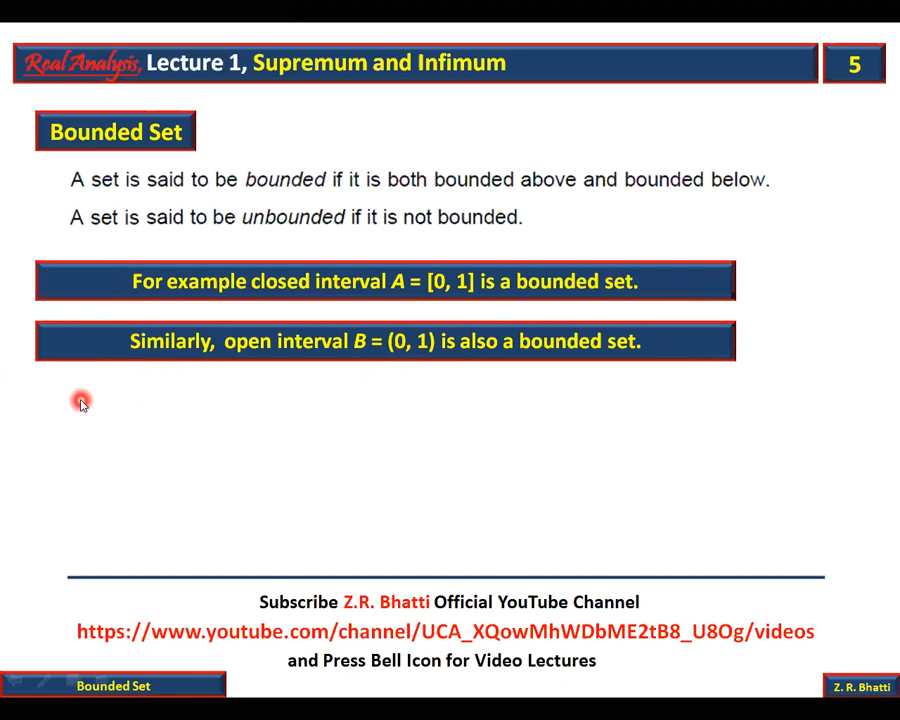 Real Analysis, Lecture 1, Supremum and Infimum
5
Bounded Set
A set is said to be bounded if it is both bounded above and bounded below.
A set is said to be unbounded if it is not bounded.
For example closed interval A = [0, 1] is a bounded set.
Similarly, open interval B = (0, 1) is also a bounded set.
Subscribe Z.R. Bhatti Official YouTube Channel
https://www.youtube.com/channel/UCA_XQowMhWDbME2tB8_U8Og/videos
and Press Bell Icon for Video Lectures
Bounded Set
Z. R. Bhatti